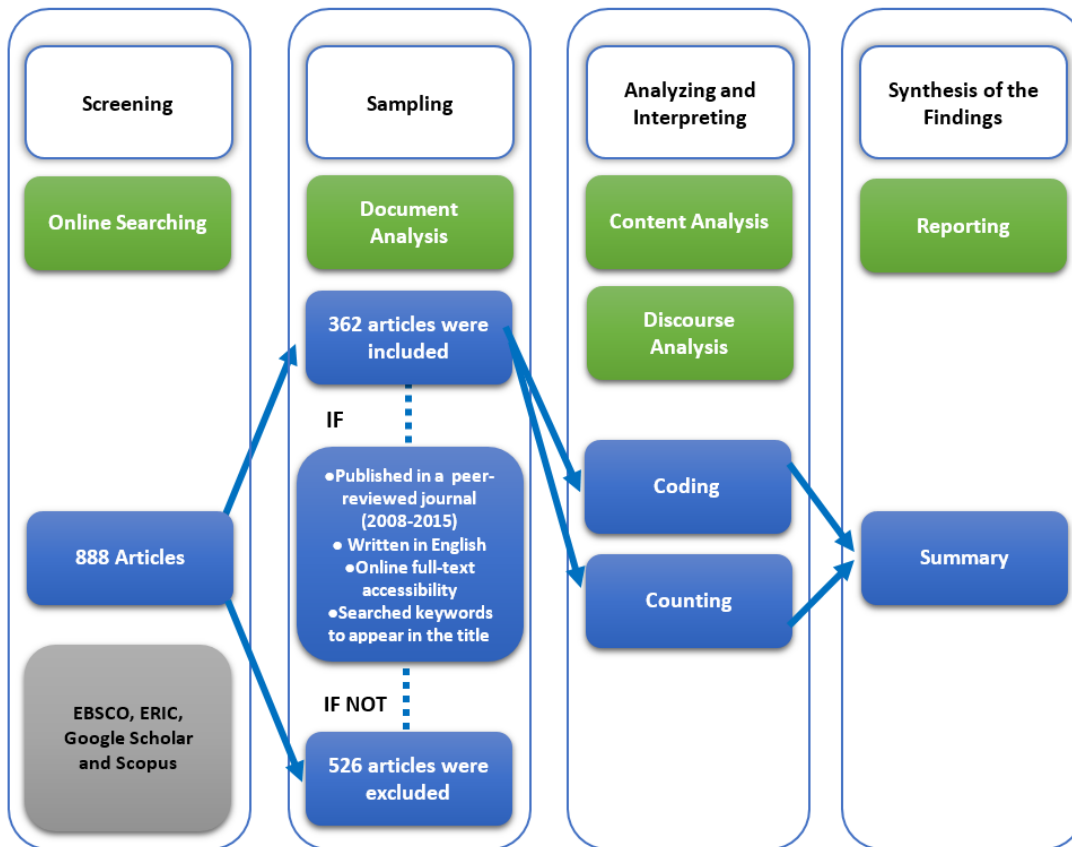 Screening
Online Searching
888 Articles
EBSCO, ERIC,
Google Scholar
and Scopus
Sampling
Document
Analysis
362 articles were
included
IF
●Published in a peer-
reviewed journal
(2008-2015)
● Written in English
●Online full-text
accessibility
●Searched keywords
to appear in the title
IF NOT
526 articles were
excluded
Analyzing and
Interpreting
Content Analysis
Discourse
Analysis
Coding
Counting
Synthesis of the
Findings
Reporting
Summary